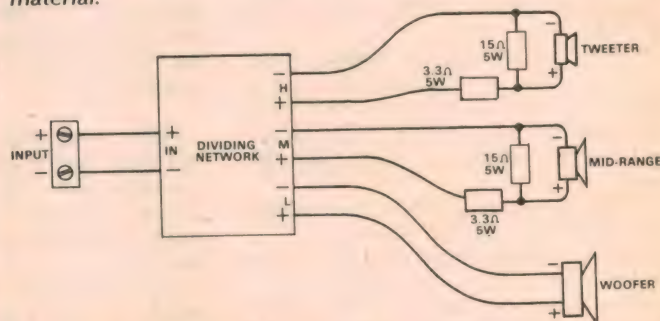 material.
15Ω
5W
–
+
TWEETER
3.3Ω
5W
–
H
+
+
INPUT
–
+
IN
–
DIVIDING
NETWORK
–
M
+
–
L
+
15Ω
5W
–
+
MID-RANGE
3.3Ω
5W
–
+
WOOFER